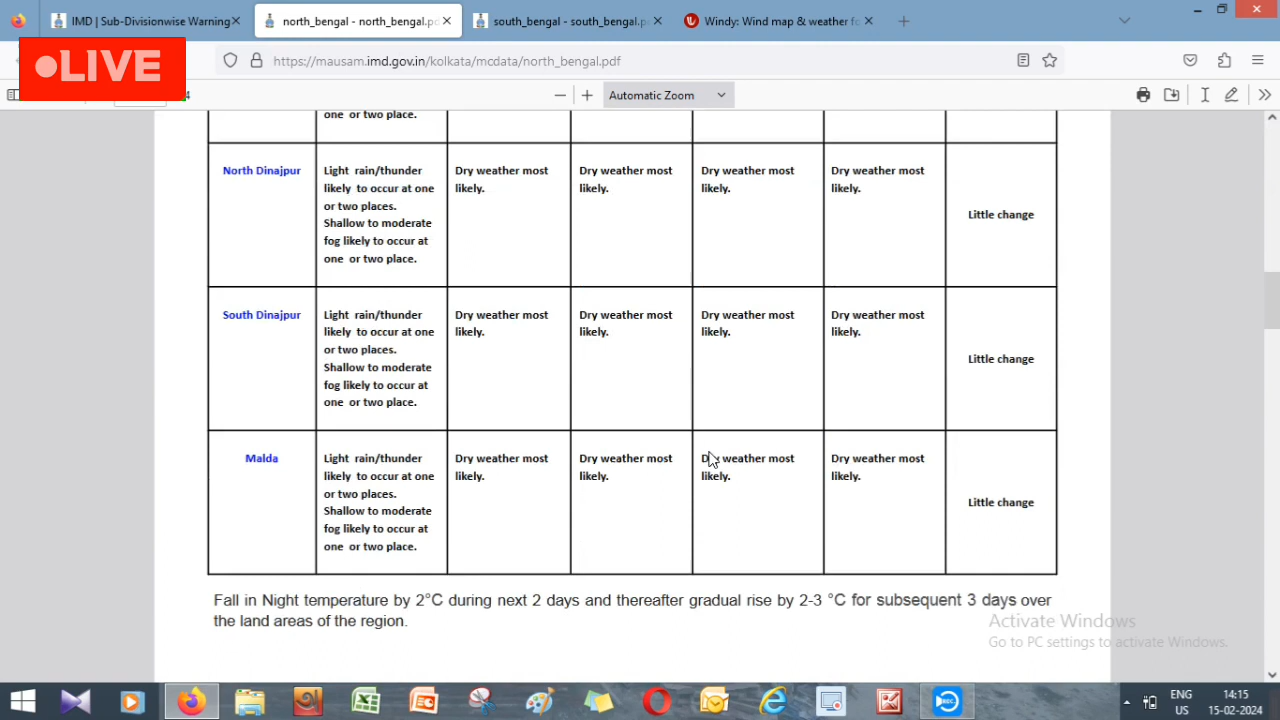 IMD | Sub-Divisionwise Warning
north_bengal - north_bengal.pd
south_bengal - south_bengal.p
Windy: Wind map & weather fo
LIVE
https://mausam.imd.gov.in/kolkata/mcdata/north_bengal.pdf
Automatic Zoom
one or two place.
North Dinajpur
Light rain/thunder
likely to occur at one
or two places.
Shallow to moderate
fog likely to occur at
one or two place.
Dry weather most
likely.
Dry weather most
likely.
Dry weather most
likely.
Dry weather most
likely.
Little change
South Dinajpur
Light rain/thunder
likely to occur at one
or two places.
Shallow to moderate
fog likely to occur at
one or two place.
Dry weather most
likely.
Dry weather most
likely.
Dry weather most
likely.
Dry weather most
likely.
Little change
Malda
Light rain/thunder
likely to occur at one
or two places.
Shallow to moderate
fog likely to occur at
one or two place.
Dry weather most
likely.
Dry weather most
likely.
Dry weather most
likely.
Dry weather most
likely.
Little change
Fall in Night temperature by 2°C during next 2 days and thereafter gradual rise by 2-3 °C for subsequent 3 days over
the land areas of the region.
Activate Windows
Go to PC settings to activate Windows.
ENG
US
14:15
15-02-2024